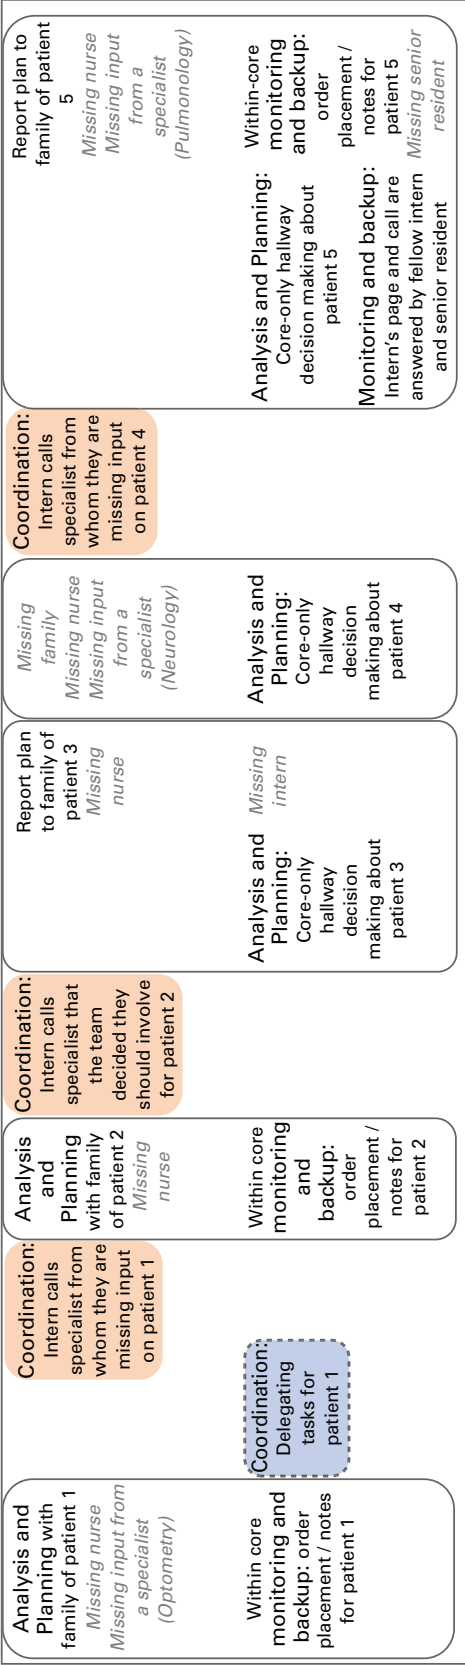 Analysis and
Planning with
family of patient 1
Missing nurse
Missing input from
a specialist
(Optometry)
Within core
monitoring and
backup: order
placement / notes
for patient 1
Coordination:
Delegating
tasks for
patient 1
Coordination:
Intern calls
specialist from
whom they are
missing input
on patient 1
Analysis
and
Planning
with family
of patient 2
Missing
nurse
Within core
monitoring
and
backup:
order
placement /
notes for
patient 2
Coordination:
Intern calls
specialist that
the team
decided they
should involve
for patient 2
Report plan
to family of
patient 3
Missing
nurse
Analysis and
Planning:
Core-only
hallway
decision
making about
patient 3
Missing
intern
Missing
family
Missing nurse
Missing input
from a
specialist
(Neurology)
Analysis and
Planning:
Core-only
hallway
decision
making about
patient 4
Coordination:
Intern calls
specialist from
whom they are
missing input
on patient 4
Report plan to
family of patient
5
Missing nurse
Missing input
from a
specialist
(Pulmonology)
Analysis and Planning:
Core-only hallway
decision making about
patient 5
Monitoring and backup:
Intern's page and call are
answered by fellow intern
and senior resident
Within-core
monitoring
and backup:
order
placement /
notes for
patient 5
Missing senior
resident